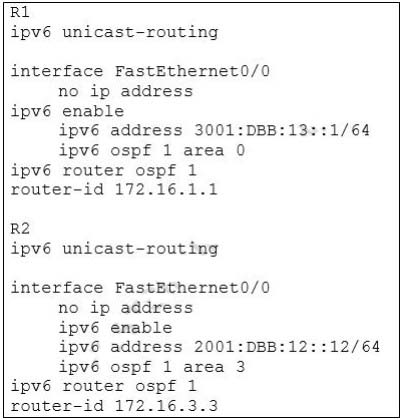 R1
ipv6 unicast-routing
interface FastEthernet0/0
no ip address
ipv6 enable
ipv6 address 3001:DBB:13::1/64
ipv6 ospf 1 area 0
ipv6 router ospf 1
router-id 172.16.1.1
R2
ipv6 unicast-routing
interface FastEthernet0/0
no ip address
ipv6 enable
ipv6 address 2001:DBB:12::12/64
ipv6 ospf 1 area 3
ipv6 router ospf 1
router-id 172.16.3.3